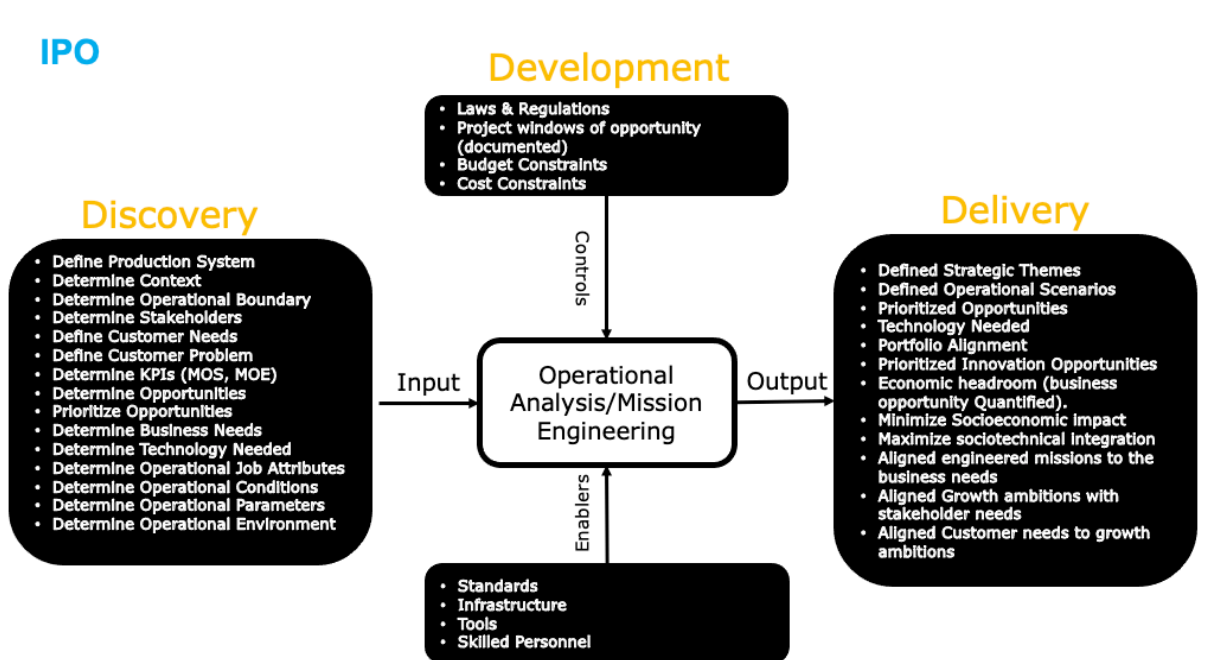 IPO
Development
• Laws & Regulations
• Project windows of opportunity
(documented)
• Budget Constraints
• Cost Constraints
Discovery
• Define Production System
• Determine Context
• Determine Operational Boundary
• Determine Stakeholders
• Define Customer Needs
• Define Customer Problem
• Determine KPIs (MOS, MOE)
• Determine Opportunities
• Prioritize Opportunities
• Determine Business Needs
• Determine Technology Needed
• Determine Operational Job Attributes
• Determine Operational Conditions
• Determine Operational Parameters
• Determine Operational Environment
Controls
Input
Operational
Analysis/Mission
Engineering
Output
Enablers
• Standards
• Infrastructure
• Tools
• Skilled Personnel
Delivery
• Defined Strategic Themes
• Defined Operational Scenarios
• Prioritized Opportunities
• Technology Needed
• Portfolio Alignment
• Prioritized Innovation Opportunities
• Economic headroom (business
opportunity Quantified).
• Minimize Socioeconomic impact
• Maximize sociotechnical integration
• Aligned engineered missions to the
business needs
• Aligned Growth ambitions with
stakeholder needs
• Aligned Customer needs to growth
ambitions